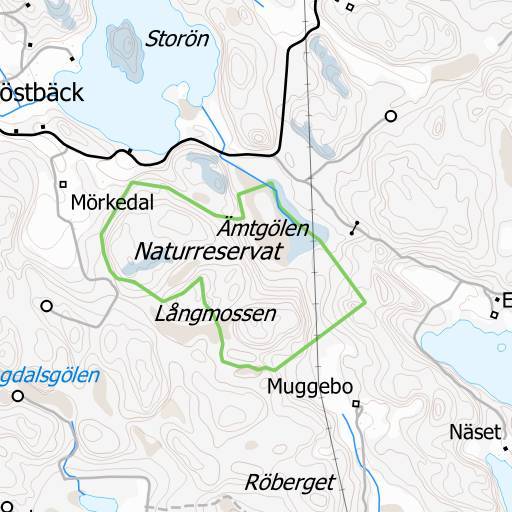 Storön
östbäck
Mörkedal
Ämtgölen
Naturreservat
Långmossen
E
gdalsgölen
Muggebo
Näset
Röberget